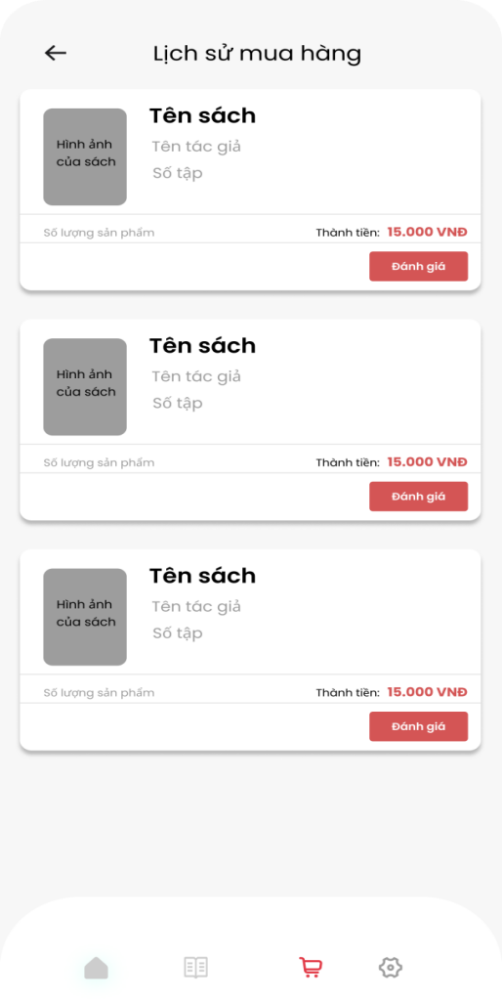 Lịch sử mua hàng
Tên sách
Hình ảnh
của sách
Tên tác giả
Số tập
Số lượng sản phẩm
Thành tiền: 15.000 VNĐ
Đánh giá
Tên sách
Hình ảnh
của sách
Tên tác giả
Số tập
Số lượng sản phẩm
Thành tiền: 15.000 VNĐ
Đánh giá
Tên sách
Hình ảnh
của sách
Tên tác giả
Số tập
Số lượng sản phẩm
Thành tiền: 15.000 VNĐ
Đánh giá